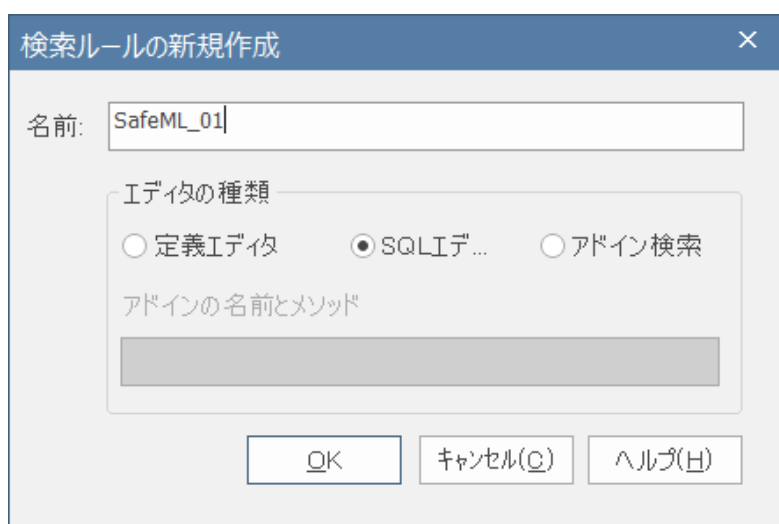 検索ルールの新規作成
名前: SafeML_01
エディタの種類
定義エディタ SQLエデ... アドイン検索
アドインの名前とメソッド
OK キャンセル(C) ヘルプ(H)